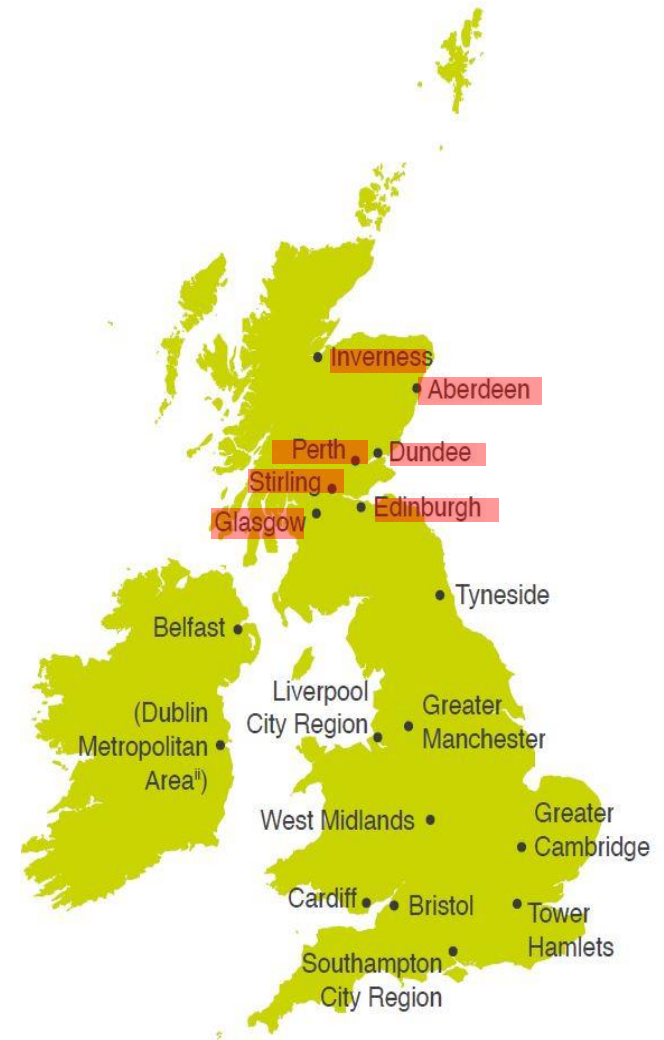 Inverness
Aberdeen
Perth
Dundee
Stirling
Edinburgh
Glasgow
Tyneside
Belfast
Liverpool
City Region
Greater
Manchester
(Dublin
Metropolitan
Areaⁱⁱ)
West Midlands
Greater
Cambridge
Cardiff
Bristol
Tower
Hamlets
Southampton
City Region